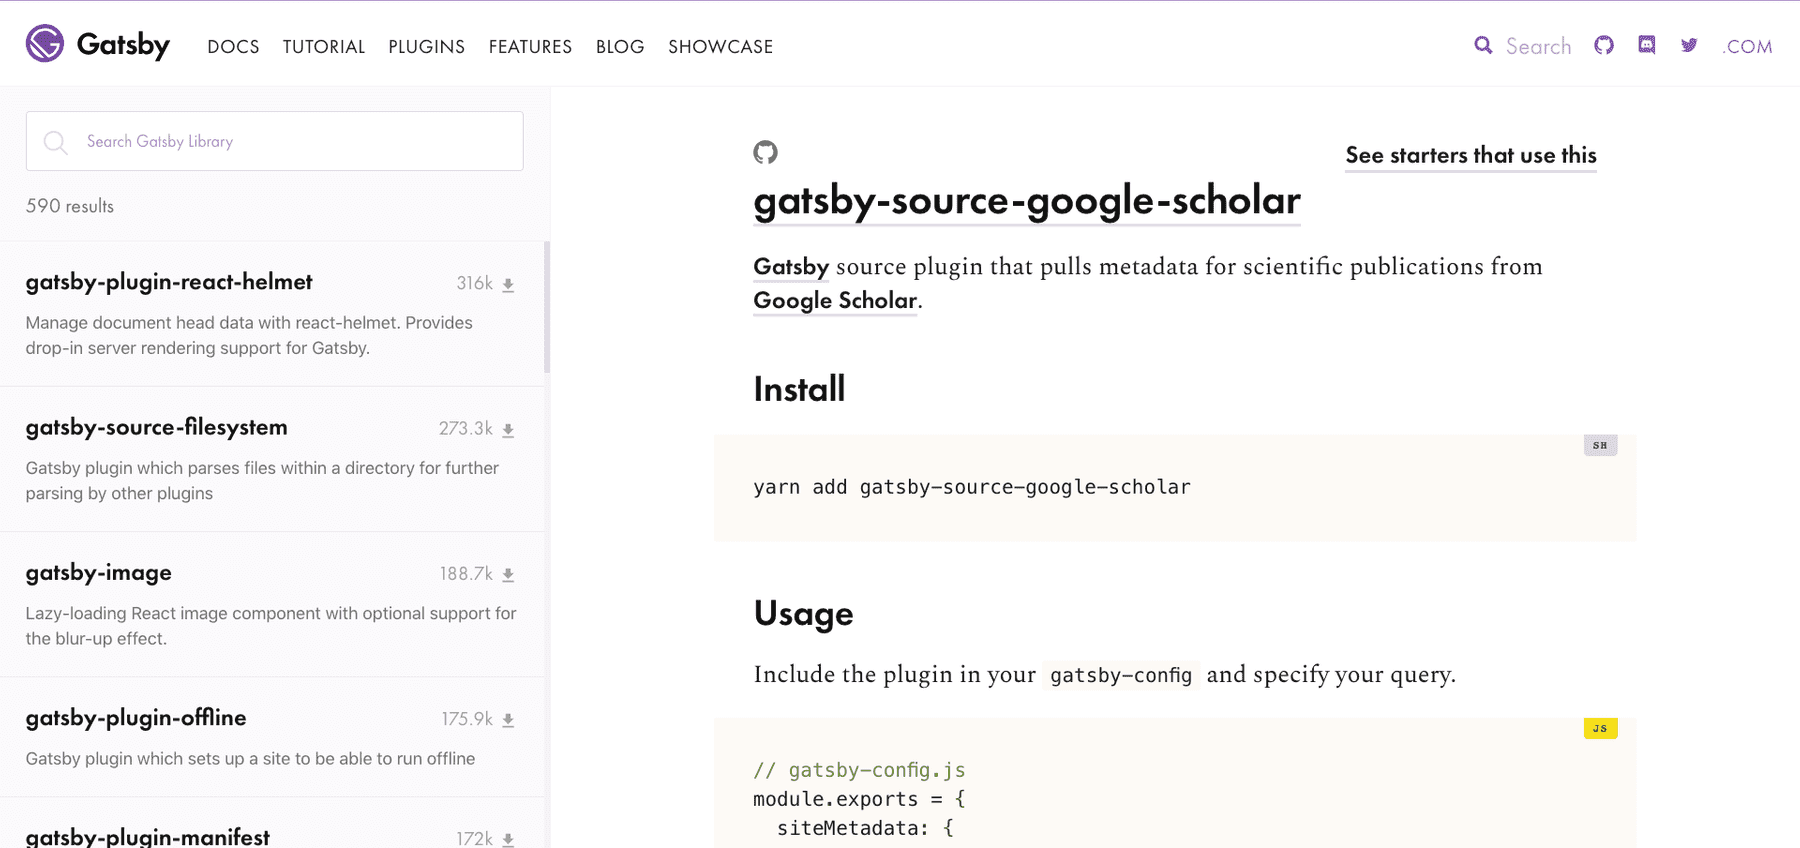 Gatsby DOCS TUTORIAL PLUGINS FEATURES BLOG SHOWCASE Search .COM
Search Gatsby Library
590 results
gatsby-plugin-react-helmet 316k
Manage document head data with react-helmet. Provides
drop-in server rendering support for Gatsby.
gatsby-source-filesystem 273.3k
Gatsby plugin which parses files within a directory for further
parsing by other plugins
gatsby-image 188.7k
Lazy-loading React image component with optional support for
the blur-up effect.
gatsby-plugin-offline 175.9k
Gatsby plugin which sets up a site to be able to run offline
gatsby-plugin-manifest 172k
See starters that use this
gatsby-source-google-scholar
Gatsby source plugin that pulls metadata for scientific publications from
Google Scholar.
Install
SH
yarn add gatsby-source-google-scholar
Usage
Include the plugin in your gatsby-config and specify your query.
JS
// gatsby-config.js
module.exports = {
siteMetadata: {